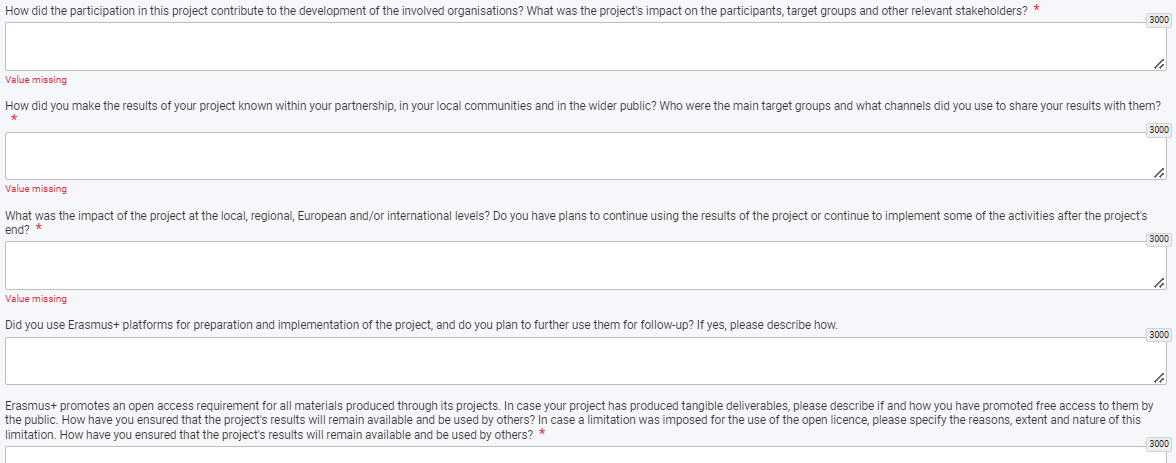 How did the participation in this project contribute to the development of the involved organisations? What was the project's impact on the participants, target groups and other relevant stakeholders? *
3000
Value missing
How did you make the results of your project known within your partnership, in your local communities and in the wider public? Who were the main target groups and what channels did you use to share your results with them?
*
3000
Value missing
What was the impact of the project at the local, regional, European and/or international levels? Do you have plans to continue using the results of the project or continue to implement some of the activities after the project's
end? *
3000
Value missing
Did you use Erasmus+ platforms for preparation and implementation of the project, and do you plan to further use them for follow-up? If yes, please describe how.
3000
Erasmus+ promotes an open access requirement for all materials produced through its projects. In case your project has produced tangible deliverables, please describe if and how you have promoted free access to them by
the public. How have you ensured that the project's results will remain available and be used by others? In case a limitation was imposed for the use of the open licence, please specify the reasons, extent and nature of this
limitation. How have you ensured that the project's results will remain available and be used by others? *
3000